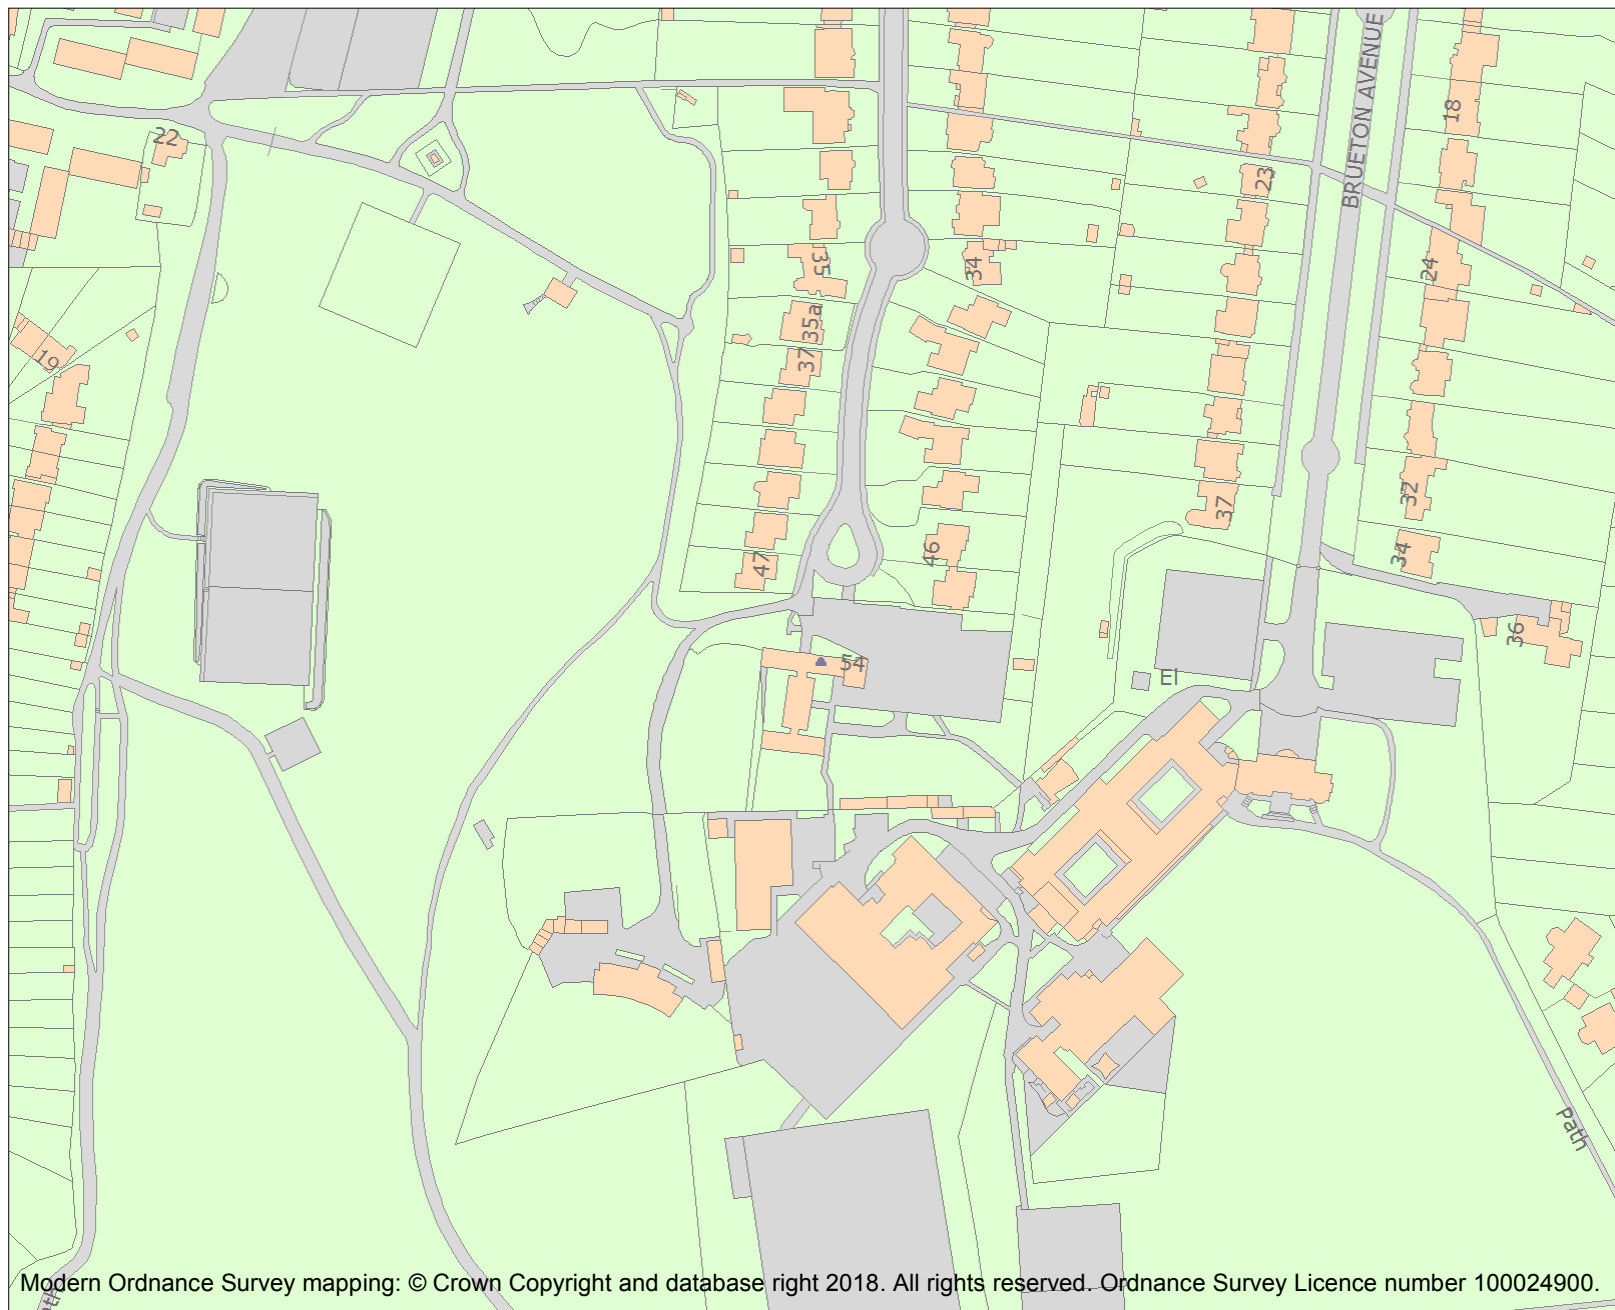 BRUETON AVENUE
18
22
23
35
34
24
35a
37
19
37
32
47
46
34
36
54
El
Path
Path
Modern Ordnance Survey mapping: © Crown Copyright and database right 2018. All rights reserved. Ordnance Survey Licence number 100024900.